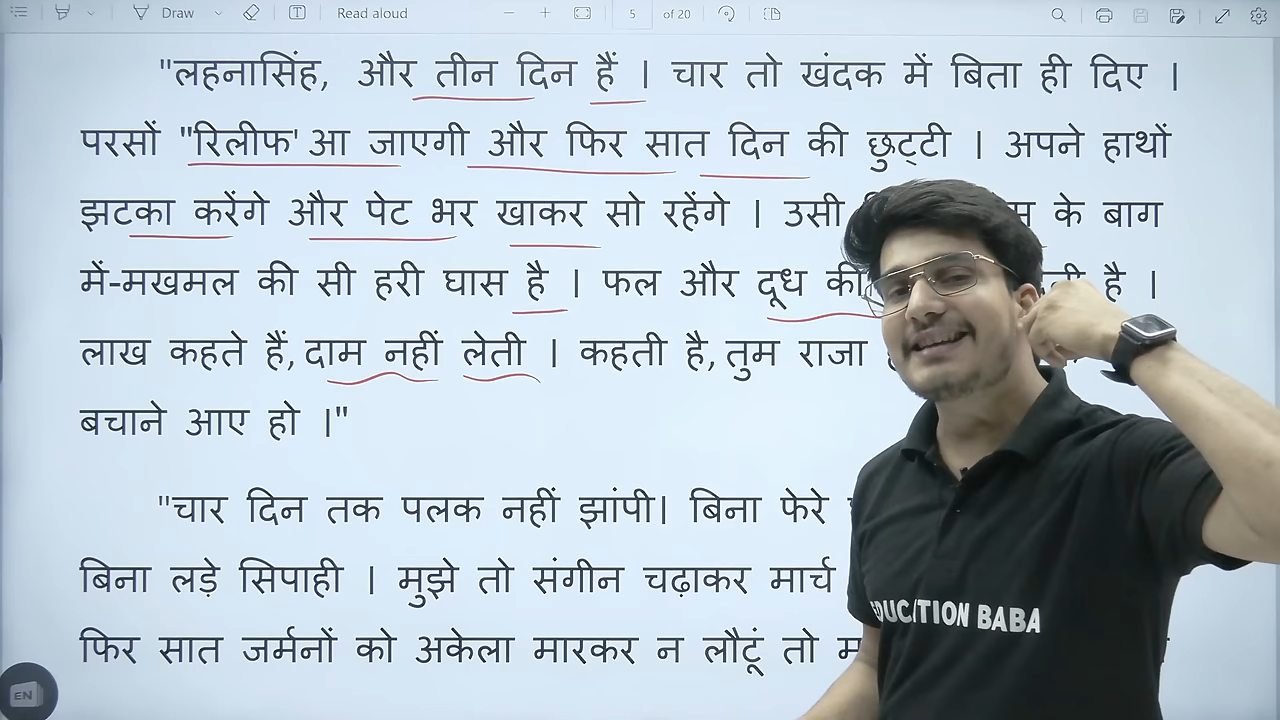 Draw Read aloud 5 of 20
"लहनासिंह, और तीन दिन हैं । चार तो खंदक में बिता ही दिए ।
परसों "रिलीफ' आ जाएगी और फिर सात दिन की छुट्टी । अपने हाथों
झटका करेंगे और पेट भर खाकर सो रहेंगे । उसी के बाग
में-मखमल की सी हरी घास है । फल और दूध की है ।
लाख कहते हैं, दाम नहीं लेती । कहती है, तुम राजा
बचाने आए हो ।"
"चार दिन तक पलक नहीं झांपी। बिना फेरे
बिना लड़े सिपाही । मुझे तो संगीन चढ़ाकर मार्च
फिर सात जर्मनों को अकेला मारकर न लौटूं तो
EDUCATION BABA
EN